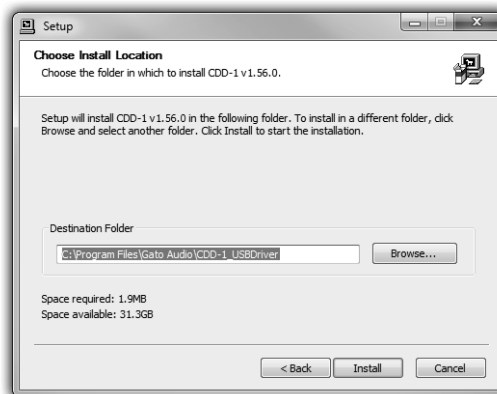 Setup
Choose Install Location
Choose the folder in which to install CDD-1 v1.56.0.
Setup will install CDD-1 v1.56.0 in the following folder. To install in a different folder, click
Browse and select another folder. Click Install to start the installation.
Destination Folder
C:\Program Files\Gato Audio\CDD-1_USBDriver
Browse...
Space required: 1.9MB
Space available: 31.3GB
< Back
Install
Cancel